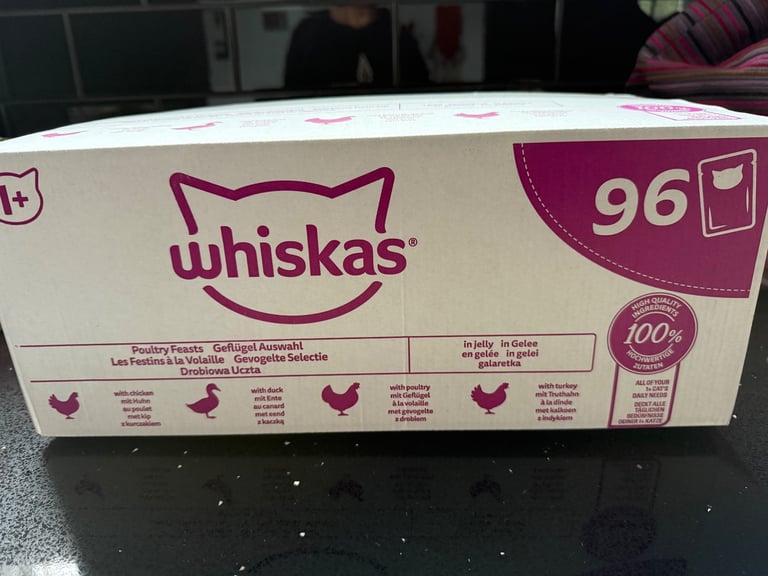 1+
whiskas®
96
Poultry Feasts Geflügel Auswahl
Les Festins à la Volaille Gevogelte Selectie
Drobiowa Uczta
in jelly in Gelee
en gelée in gelei
galaretka
with chicken
mit Huhn
au poulet
met kip
z kurczakiem
with duck
mit Ente
au canard
met eend
z kaczką
with poultry
mit Geflügel
à la volaille
met gevogelte
z drobiem
with turkey
mit Truthahn
à la dinde
met kalkoen
z indykiem
HIGH QUALITY
INGREDIENTS
100%
HOCHWERTIGE
ZUTATEN
ALL OF YOUR
1+ CAT'S
DAILY NEEDS
DECKT ALLE
TÄGLICHEN
BEDÜRFNISSE
DEINER 1+ KATZE